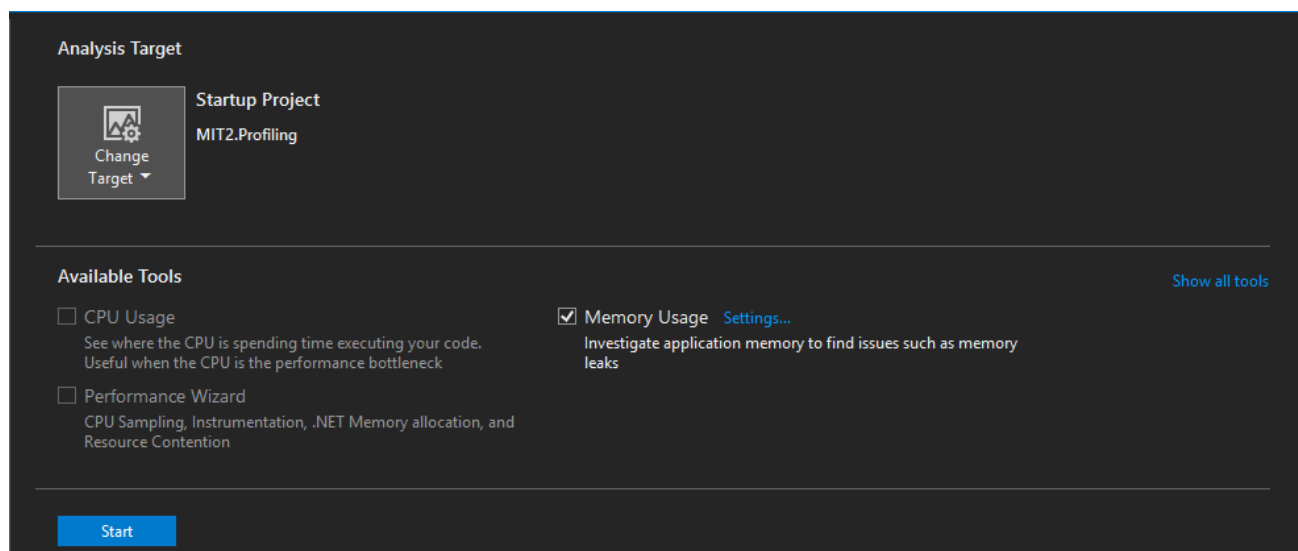 Analysis Target
Startup Project
MIT2.Profiling
Change
Target
Available Tools
Show all tools
CPU Usage
See where the CPU is spending time executing your code.
Useful when the CPU is the performance bottleneck
Memory Usage Settings...
Investigate application memory to find issues such as memory
leaks
Performance Wizard
CPU Sampling, Instrumentation, .NET Memory allocation, and
Resource Contention
Start